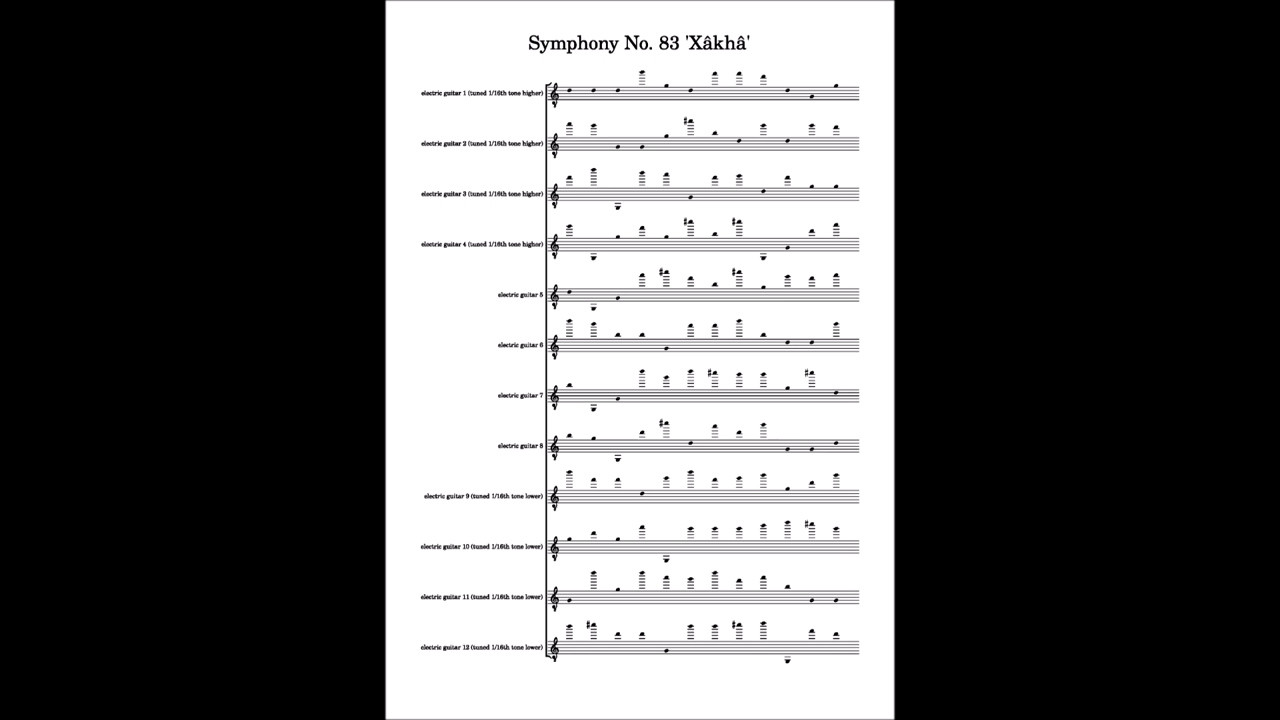 Symphony No. 83 'Xâkhâ'
electric guitar 1 (tuned 1/16th tone higher)
electric guitar 2 (tuned 1/16th tone higher)
electric guitar 3 (tuned 1/16th tone higher)
electric guitar 4 (tuned 1/16th tone higher)
electric guitar 5
electric guitar 6
electric guitar 7
electric guitar 8
electric guitar 9 (tuned 1/16th tone lower)
electric guitar 10 (tuned 1/16th tone lower)
electric guitar 11 (tuned 1/16th tone lower)
electric guitar 12 (tuned 1/16th tone lower)